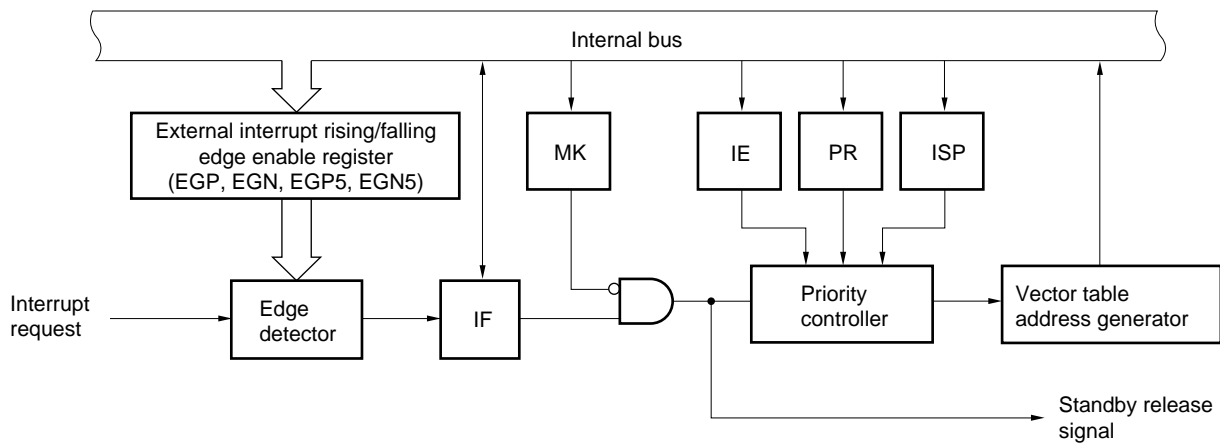 Internal bus
External interrupt rising/falling
edge enable register
(EGP, EGN, EGP5, EGN5)
MK
IE
PR
ISP
Interrupt
request
Edge
detector
IF
Priority
controller
Vector table
address generator
Standby release
signal